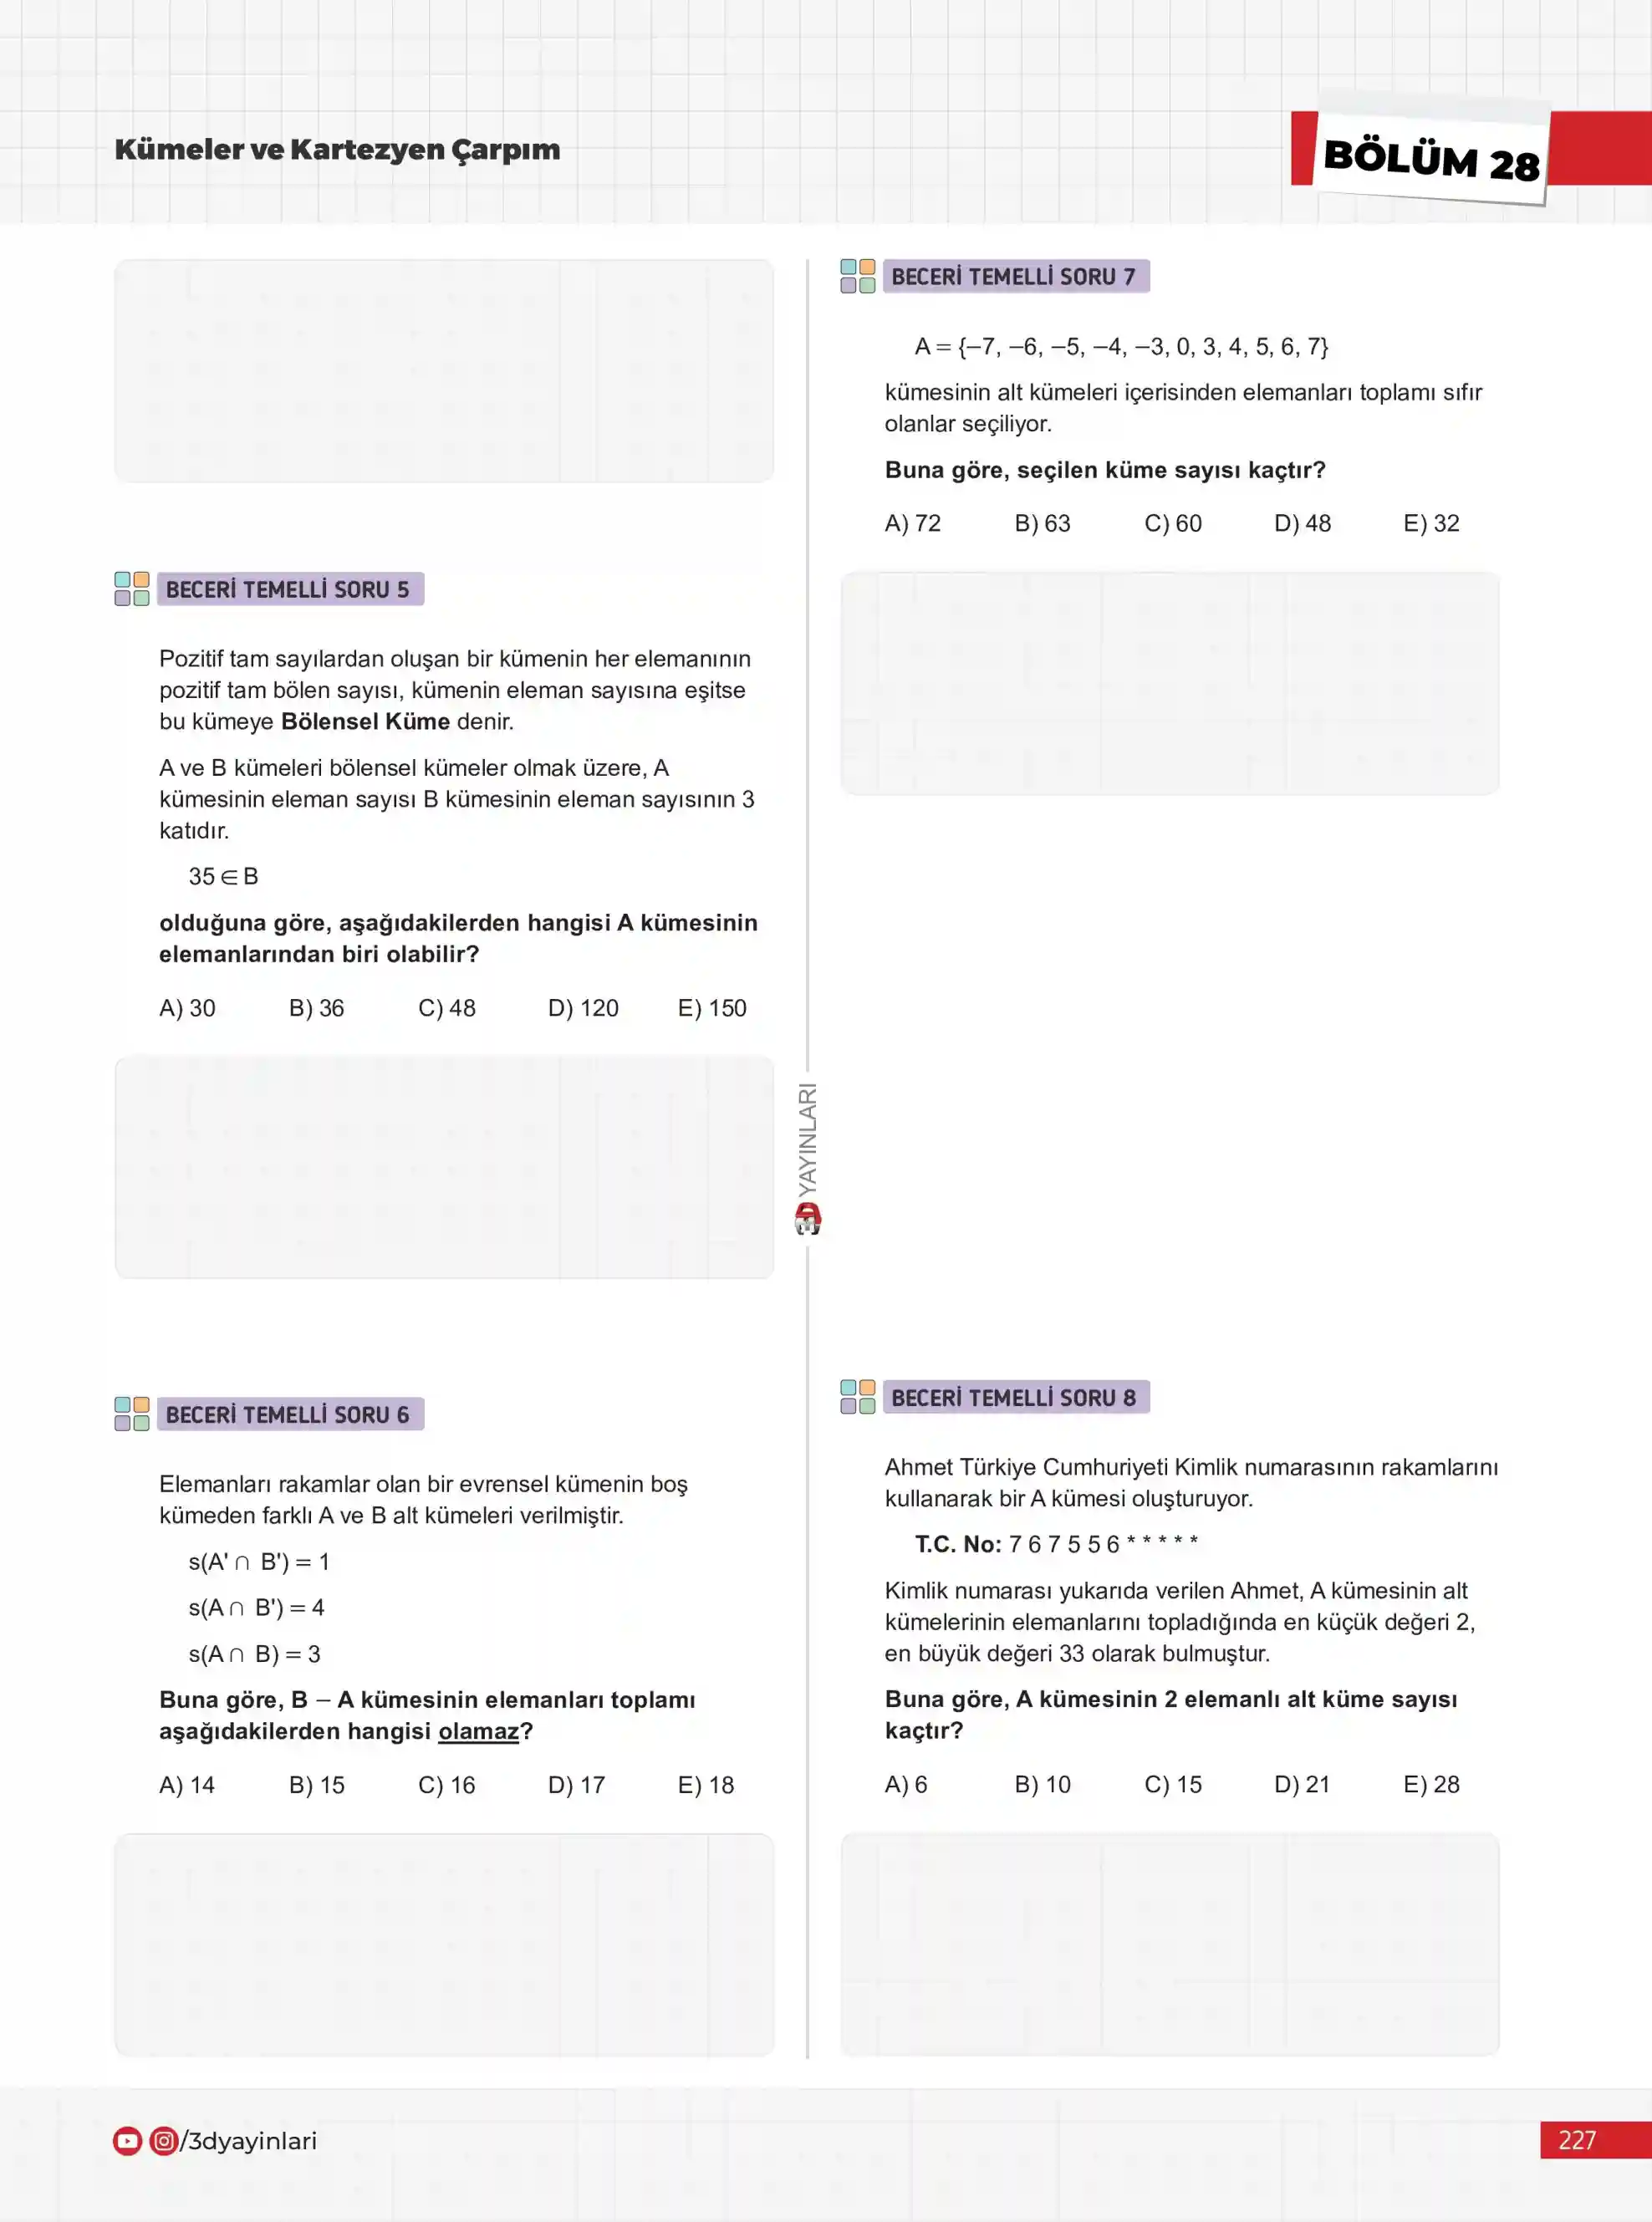 Kümeler ve Kartezyen Çarpım
BÖLÜM 28
BECERİ TEMELLİ SORU 5
Pozitif tam sayılardan oluşan bir kümenin her elemanının
pozitif tam bölen sayısı, kümenin eleman sayısına eşitse
bu kümeye Bölensel Küme denir.
A ve B kümeleri bölensel kümeler olmak üzere, A
kümesinin eleman sayısı B kümesinin eleman sayısının 3
katıdır.
35 ∈ B
olduğuna göre, aşağıdakilerden hangisi A kümesinin
elemanlarından biri olabilir?
A) 30 B) 36 C) 48 D) 120 E) 150
BECERİ TEMELLİ SORU 6
Elemanları rakamlar olan bir evrensel kümenin boş
kümeden farklı A ve B alt kümeleri verilmiştir.
s(A' ∩ B') = 1
s(A ∩ B') = 4
s(A ∩ B) = 3
Buna göre, B – A kümesinin elemanları toplamı
aşağıdakilerden hangisi olamaz?
A) 14 B) 15 C) 16 D) 17 E) 18
YAYINLARI
BECERİ TEMELLİ SORU 7
A = {–7, –6, –5, –4, –3, 0, 3, 4, 5, 6, 7}
kümesinin alt kümeleri içerisinden elemanları toplamı sıfır
olanlar seçiliyor.
Buna göre, seçilen küme sayısı kaçtır?
A) 72 B) 63 C) 60 D) 48 E) 32
BECERİ TEMELLİ SORU 8
Ahmet Türkiye Cumhuriyeti Kimlik numarasının rakamlarını
kullanarak bir A kümesi oluşturuyor.
T.C. No: 7 6 7 5 5 6 * * * * *
Kimlik numarası yukarıda verilen Ahmet, A kümesinin alt
kümelerinin elemanlarını topladığında en küçük değeri 2,
en büyük değeri 33 olarak bulmuştur.
Buna göre, A kümesinin 2 elemanlı alt küme sayısı
kaçtır?
A) 6 B) 10 C) 15 D) 21 E) 28
/3dyayinlari
227